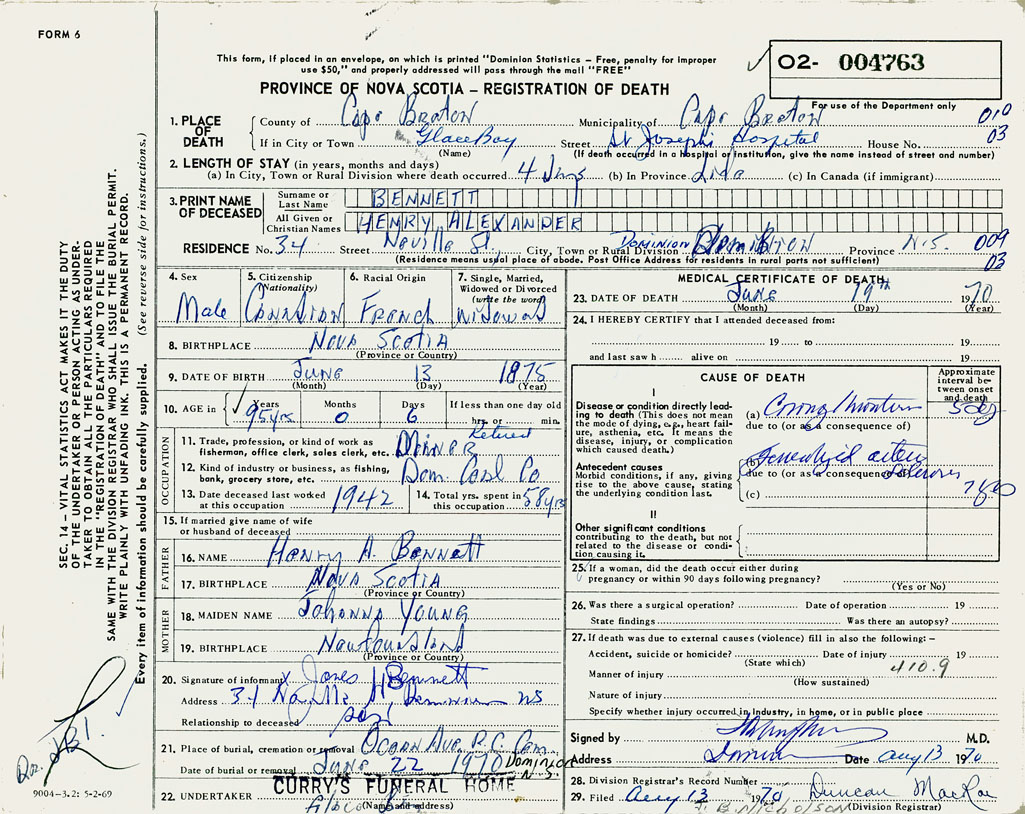 FORM 6
This form, if placed in an envelope, on which is printed "Dominion Statistics – Free, penalty for improper
use $50," and properly addressed will pass through the mail "FREE"
O2- 004763
PROVINCE OF NOVA SCOTIA – REGISTRATION OF DEATH
For use of the Department only
1. PLACE OF DEATH
County of Cape Breton Municipality of Cape Breton 010
If in City or Town Glace Bay Street St Josephs Hospital House No. 03
(Name) (If death occurred in a hospital or institution, give the name instead of street and number)
2. LENGTH OF STAY (in years, months and days)
(a) In City, Town or Rural Division where death occurred 4 (b) In Province Life (c) In Canada (if immigrant)
3. PRINT NAME OF DECEASED
Surname or Last Name BENNETT
All Given or Christian Names HENRY ALEXANDER
RESIDENCE No. 34 Street Neville St. City, Town or Rural Division DOMINION Province N.S. 009
(Residence means usual place of abode. Post Office Address for residents in rural parts not sufficient) 03
4. Sex Male
5. Citizenship (Nationality) Canadian
6. Racial Origin French
7. Single, Married, Widowed or Divorced (write the word) Widowed
8. BIRTHPLACE Nova Scotia
(Province or Country)
9. DATE OF BIRTH June 13 1875
(Month) (Day) (Year)
10. AGE in Years Months Days If less than one day old
95 yrs 0 6 hrs. or min.
OCCUPATION
11. Trade, profession, or kind of work as
fisherman, office clerk, sales clerk, etc. Miner Retired
12. Kind of industry or business, as fishing,
bank, grocery store, etc. Dom. Coal Co
13. Date deceased last worked at this occupation 1942
14. Total yrs. spent in this occupation 58 yrs
15. If married give name of wife
or husband of deceased
FATHER
16. NAME Henry A. Bennett
17. BIRTHPLACE Nova Scotia
(Province or Country)
MOTHER
18. MAIDEN NAME Johanna Young
19. BIRTHPLACE Newfoundland
(Province or Country)
20. Signature of informant X James H Bennett
Address 34 Neville St Dominion NS
Relationship to deceased son
21. Place of burial, cremation or removal Ocean Ave. R.C. Cem.
Date of burial or removal June 22 1970 Dominion N.S.
CURRY'S FUNERAL HOME
22. UNDERTAKER
(Name and address)
MEDICAL CERTIFICATE OF DEATH
23. DATE OF DEATH June 19th 1970
(Month) (Day) (Year)
24. I HEREBY CERTIFY that I attended deceased from:
19 to 19
and last saw h alive on 19
CAUSE OF DEATH
Approximate interval between onset and death
I
Disease or condition directly leading to death (This does not mean the mode of dying, e.g., heart failure, asthenia, etc. It means the disease, injury, or complication which caused death.)
(a)
due to (or as a consequence of)
Antecedent causes
Morbid conditions, if any, giving rise to the above cause, stating the underlying condition last.
(b) Generalized arterio sclerosis
due to (or as a consequence of)
(c)
II
Other significant conditions
contributing to the death, but not
related to the disease or condition causing it.
25. If a woman, did the death occur either during
pregnancy or within 90 days following pregnancy?
(Yes or No)
26. Was there a surgical operation? Date of operation 19
State findings Was there an autopsy?
27. If death was due to external causes (violence) fill in also the following: –
Accident, suicide or homicide? Date of injury 19
(State which)
Manner of injury 410.9
(How sustained)
Nature of injury
Specify whether injury occurred in Industry, in home, or in public place
Signed by M.D.
Address Date Aug 13 1970
28. Division Registrar's Record Number
29. Filed Aug 13 1970 Duncan MacRae
(Division Registrar)
SEC. 14 – VITAL STATISTICS ACT MAKES IT THE DUTY
OF THE UNDERTAKER OR PERSON ACTING AS UNDER-
TAKER TO OBTAIN ALL THE PARTICULARS REQUIRED
IN THE "REGISTRATION OF DEATH" AND TO FILE THE
SAME WITH THE DIVISION REGISTRAR WHO SHALL ISSUE THE BURIAL PERMIT.
WRITE PLAINLY WITH UNFADING INK. THIS IS A PERMANENT RECORD.
Every item of information should be carefully supplied. (See reverse side for instructions.)
9004-3.2: 5-2-69